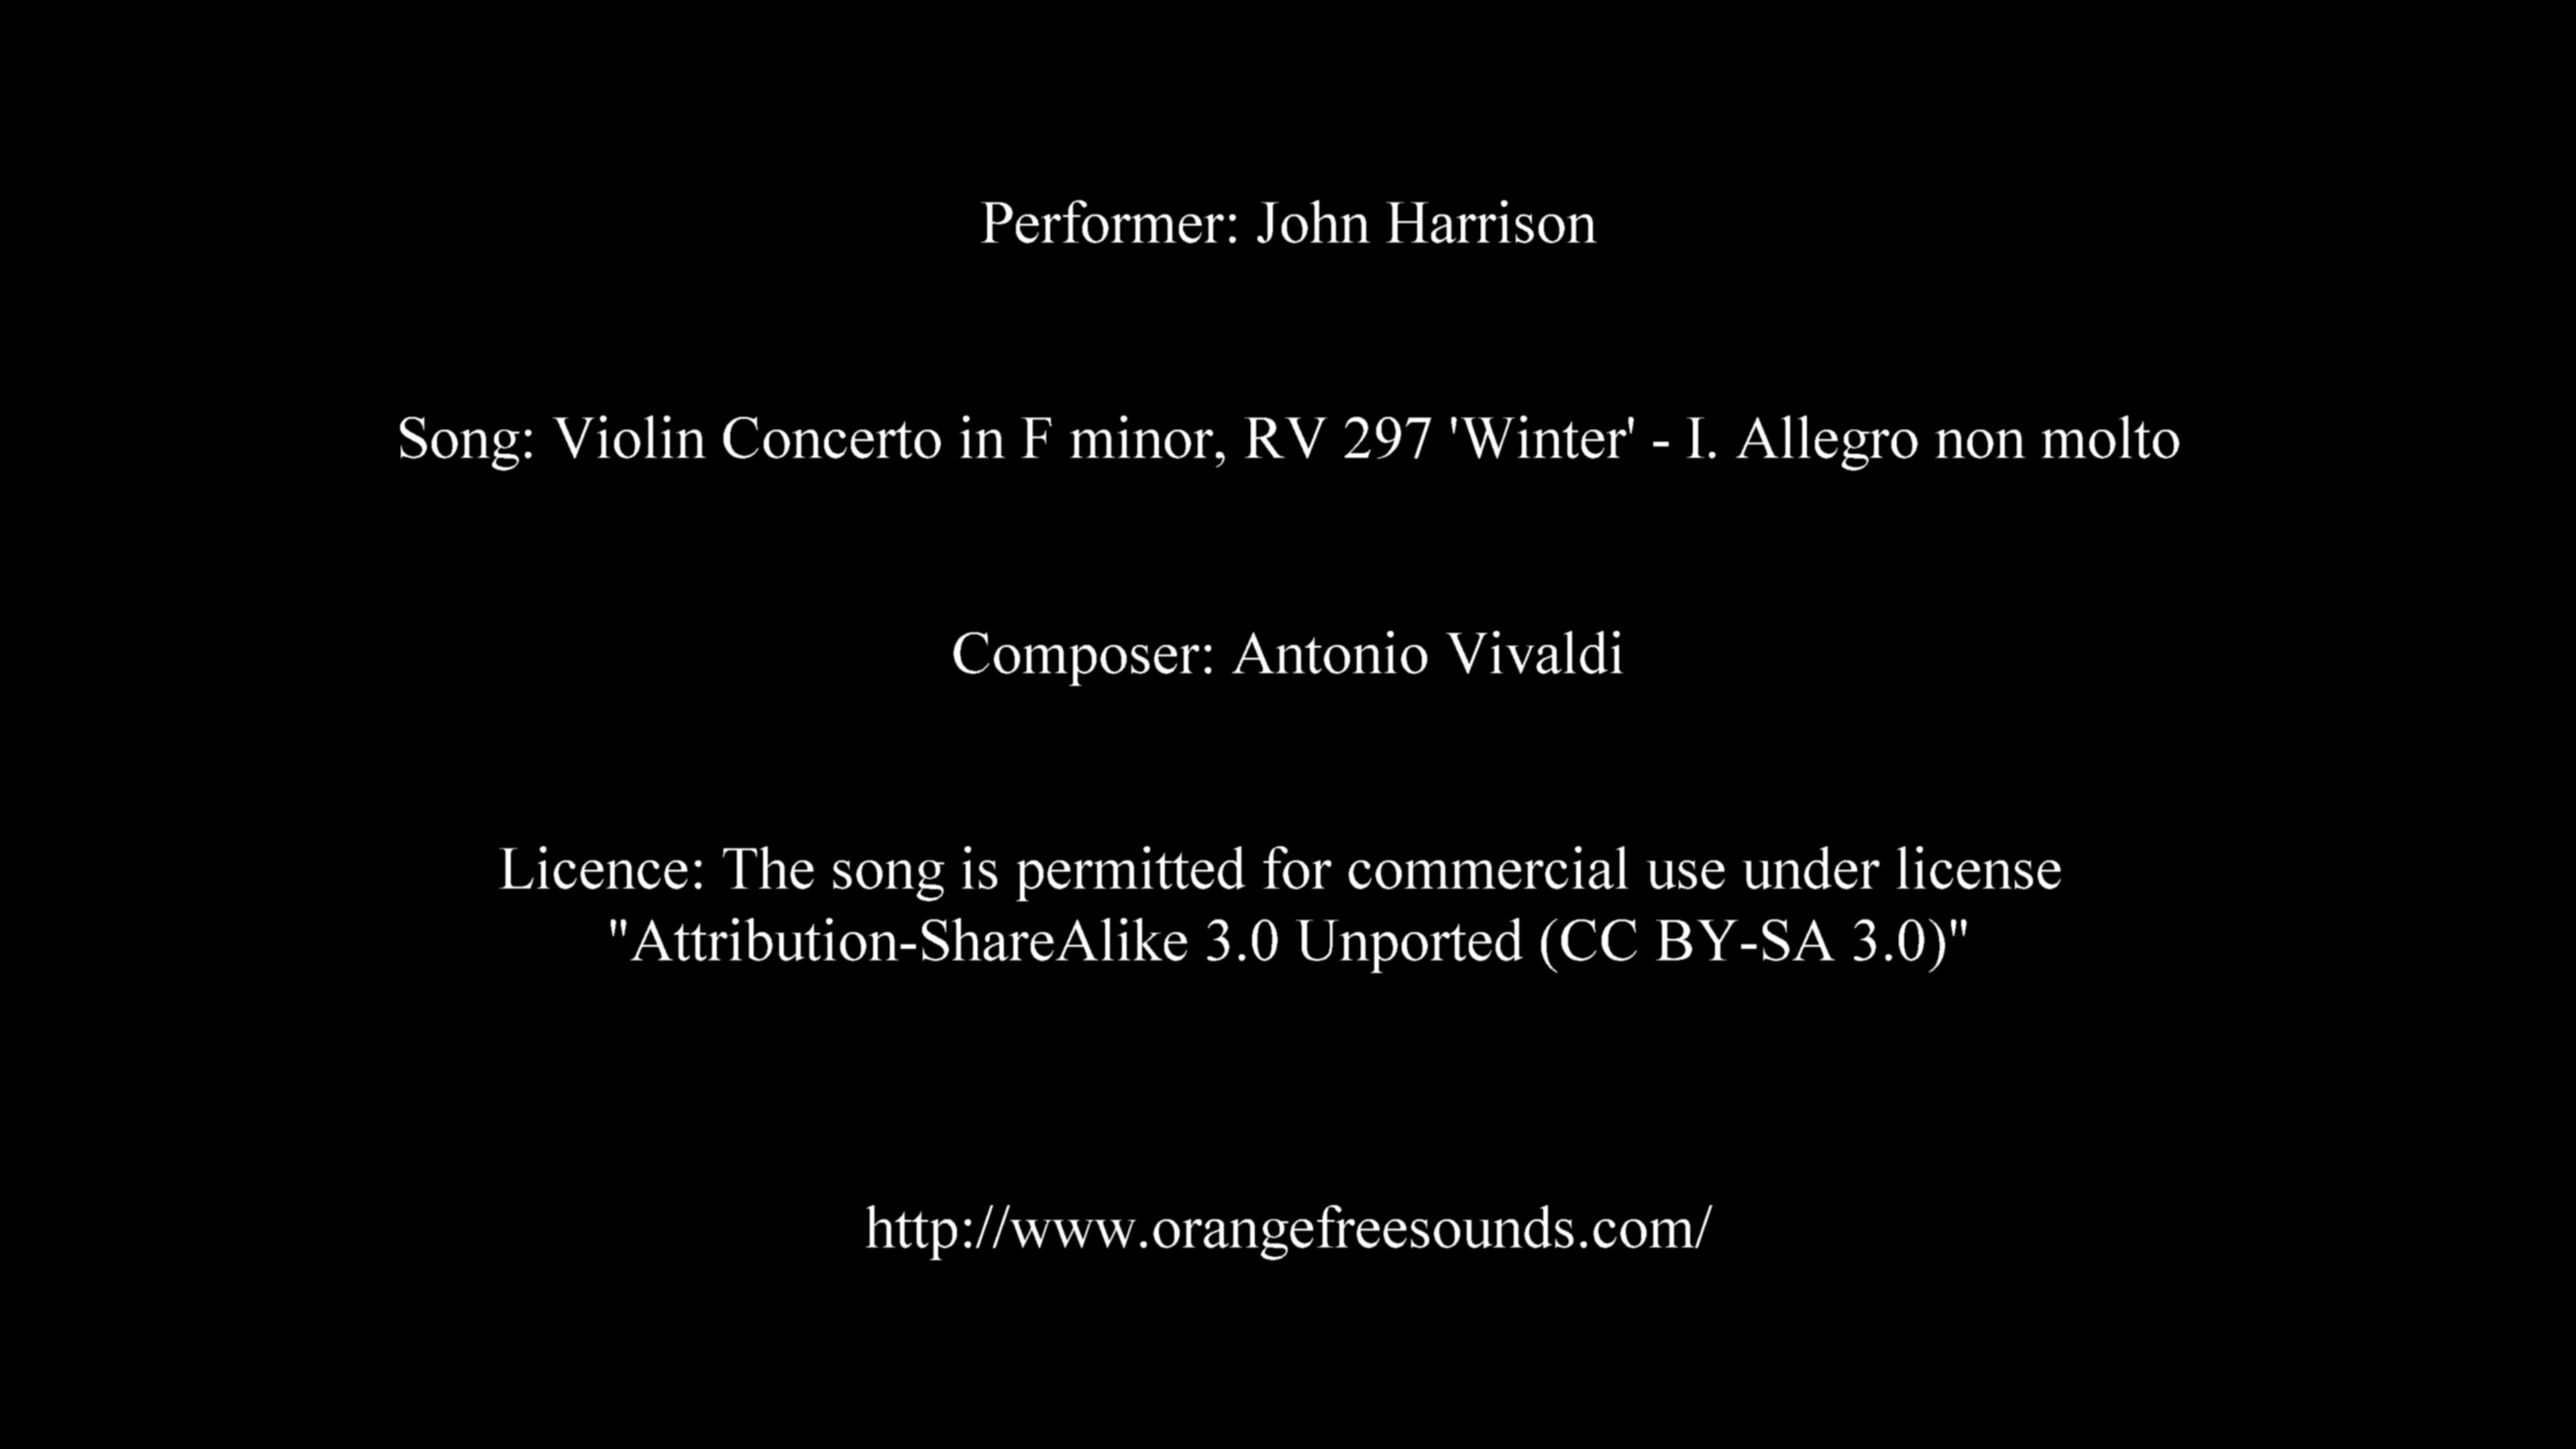 Performer: John Harrison
Song: Violin Concerto in F minor, RV 297 'Winter' - I. Allegro non molto
Composer: Antonio Vivaldi
Licence: The song is permitted for commercial use under license
"Attribution-ShareAlike 3.0 Unported (CC BY-SA 3.0)"
http://www.orangefreesounds.com/